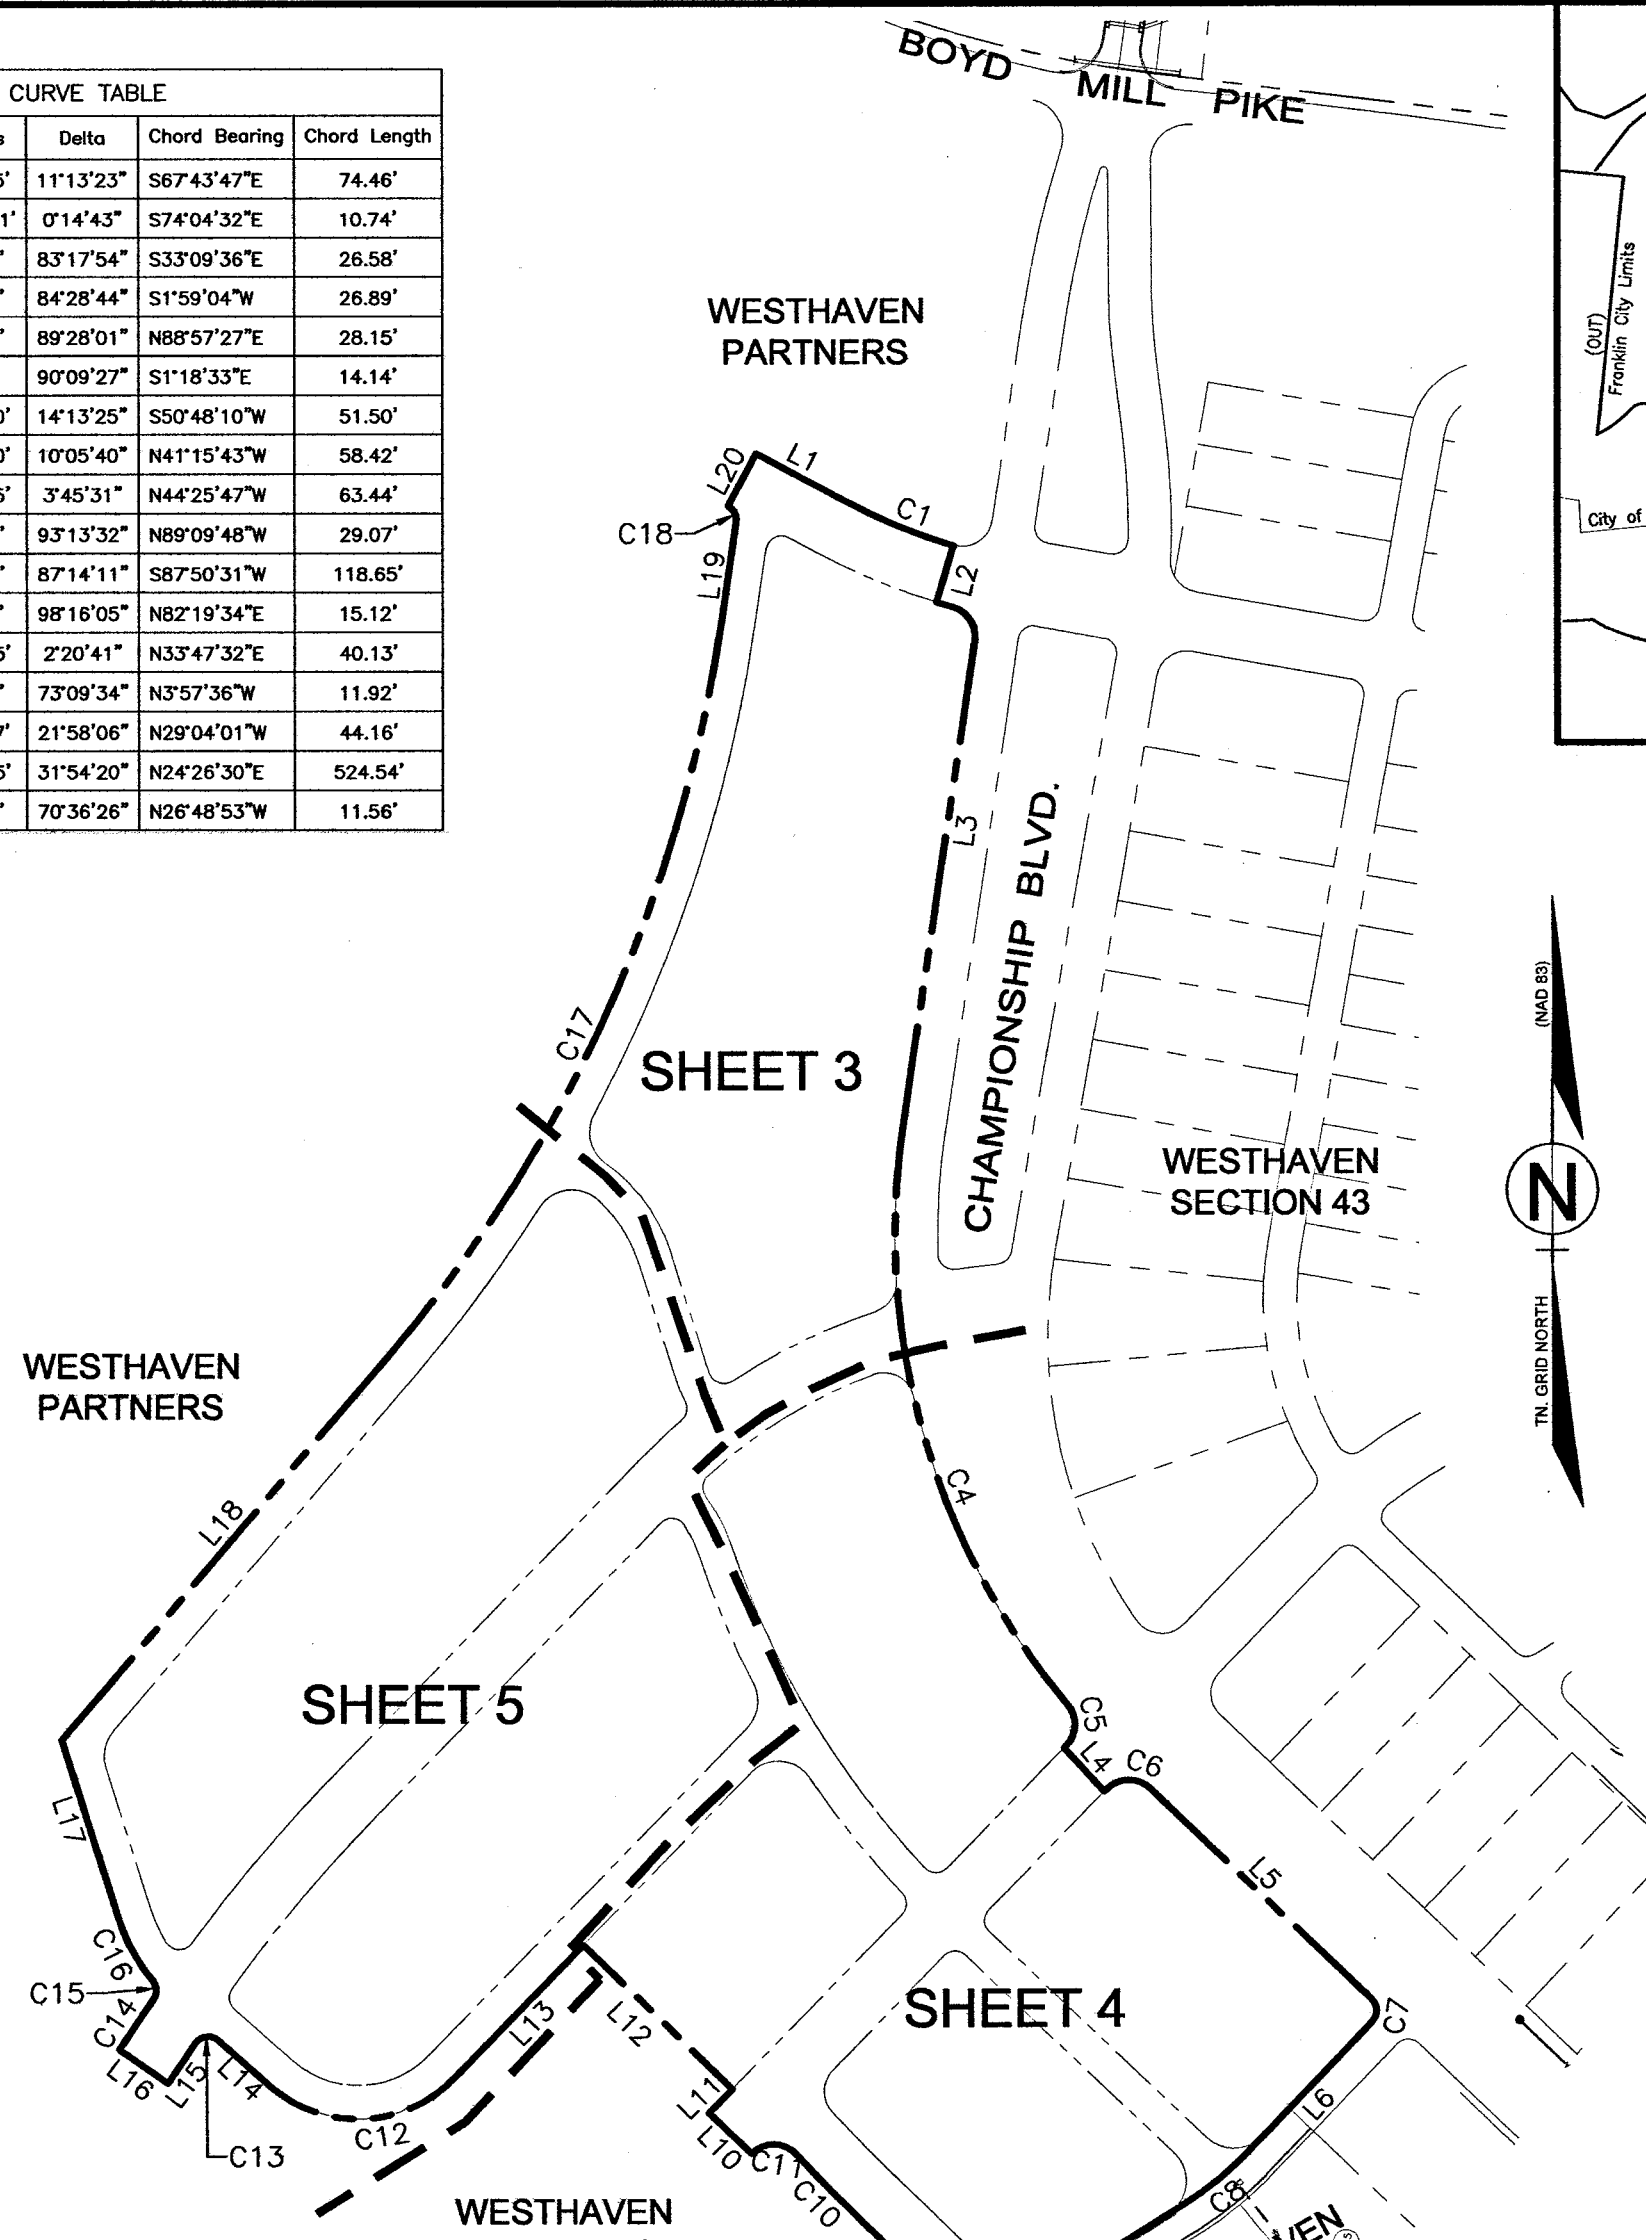 CURVE TABLE
Delta Chord Bearing Chord Length
11°13'23" S67°43'47"E 74.46'
0°14'43" S74°04'32"E 10.74'
83°17'54" S33°09'36"E 26.58'
84°28'44" S1°59'04"W 26.89'
89°28'01" N88°57'27"E 28.15'
90°09'27" S1°18'33"E 14.14'
14°13'25" S50°48'10"W 51.50'
10°05'40" N41°15'43"W 58.42'
3°45'31" N44°25'47"W 63.44'
93°13'32" N89°09'48"W 29.07'
87°14'11" S87°50'31"W 118.65'
98°16'05" N82°19'34"E 15.12'
2°20'41" N33°47'32"E 40.13'
73°09'34" N3°57'36"W 11.92'
21°58'06" N29°04'01"W 44.16'
31°54'20" N24°26'30"E 524.54'
70°36'26" N26°48'53"W 11.56'
BOYD MILL PIKE
(OUT)
Franklin City Limits
City of
WESTHAVEN
PARTNERS
L20
L1
C1
C18
L19
L2
L3
CHAMPIONSHIP BLVD.
C17
SHEET 3
WESTHAVEN
SECTION 43
(NAD 83)
N
TN. GRID NORTH
WESTHAVEN
PARTNERS
L18
C4
SHEET 5
C5
L4
C6
L17
L5
C16
C15
C14
L16
L15
L14
C13
C12
L13
L12
SHEET 4
C7
L6
L11
L10
C11
C10
C8
WESTHAVEN
VEN